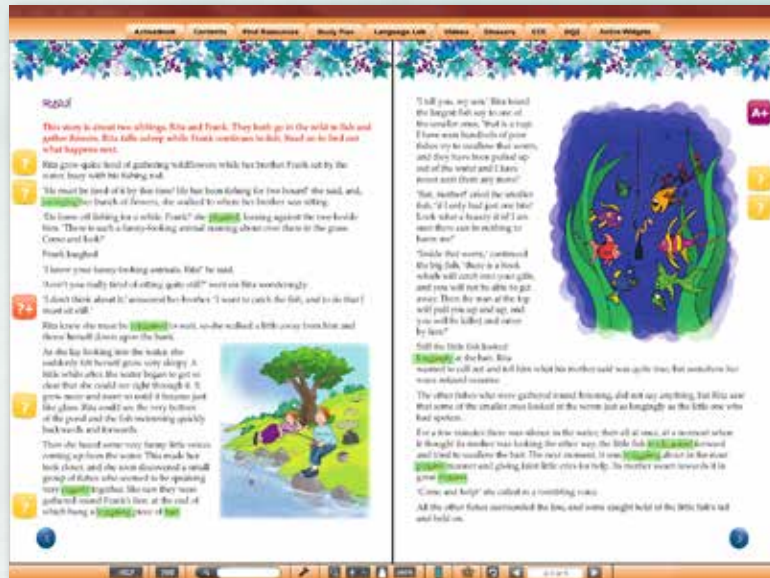 ActiveBook Contents Find Resources Study Plan Language Lab Videos Glossary CCE HQS Active Widgets
Read
This story is about two siblings, Rita and Frank. They both go in the wild to fish and
gather flowers. Rita falls asleep while Frank continues to fish. Read on to find out
what happens next.
Rita grew quite tired of gathering wildflowers while her brother Frank sat by the
water, busy with his fishing rod.
'He must be tired of it by this time! He has been fishing for two hours!' she said, and,
her bunch of flowers, she walked to where her brother was sitting.
'Do leave off fishing for a while, Frank!' she pleaded, leaning against the tree beside
him. 'There is such a funny-looking animal running about over there in the grass.
Come and look!'
Frank laughed.
'I know your funny-looking animals, Rita!' he said.
'Aren't you really tired of sitting quite still?' went on Rita wonderingly.
'I don't think about it,' answered her brother. 'I want to catch the fish, and to do that I
must sit still.'
Rita knew she must be to wait, so she walked a little away from him and
threw herself down upon the bank.
As she lay looking into the water, she
suddenly felt herself grow very sleepy. A
little while after, the water began to get so
clear that she could see right through it. It
grew more and more so until it became just
like glass. Rita could see the very bottom
of the pond and the fish swimming quickly
backwards and forwards.
Then she heard some very funny little voices
coming up from the water. This made her
look closer, and she soon discovered a small
group of fishes who seemed to be speaking
very eagerly together. She saw they were
gathered round Frank's line, at the end of
which hung a tempting piece of bait.
'I tell you, my son,' Rita heard
the largest fish say to one of
the smaller ones, 'that is a trap.
I have seen hundreds of poor
fishes try to swallow that worm,
and they have been pulled up
out of the water and I have
never seen them any more!'
'But, mother!' cried the smaller
fish, 'if I only had just one bite!
Look what a beauty it is! I am
sure there can be nothing to
harm me!'
'Inside that worm,' continued
the big fish, 'there is a hook
which will catch into your gills,
and you will not be able to get
away. Then the man at the top
will pull you up and up, and
you will be killed and eaten
by him!'
Still the little fish looked
longingly at the bait. Rita
wanted to call out and tell him what his mother said was quite true, but somehow her
voice refused to come.
The other fishes who were gathered round listening, did not say anything, but Rita saw
that some of the smaller ones looked at the worm just as longingly as the little one who
had spoken.
For a few minutes there was silence in the water, then all at once, at a moment when
it thought its mother was looking the other way, the little fish forward
and tried to swallow the bait. The next moment, it was about in the most
manner and giving faint little cries for help. Its mother swam towards it in
great
'Come and help!' she called in a trembling voice.
All the other fishes surrounded the line, and some caught hold of the little fish's tail
and held on.
A+
?
?
?+
?
?
?
?